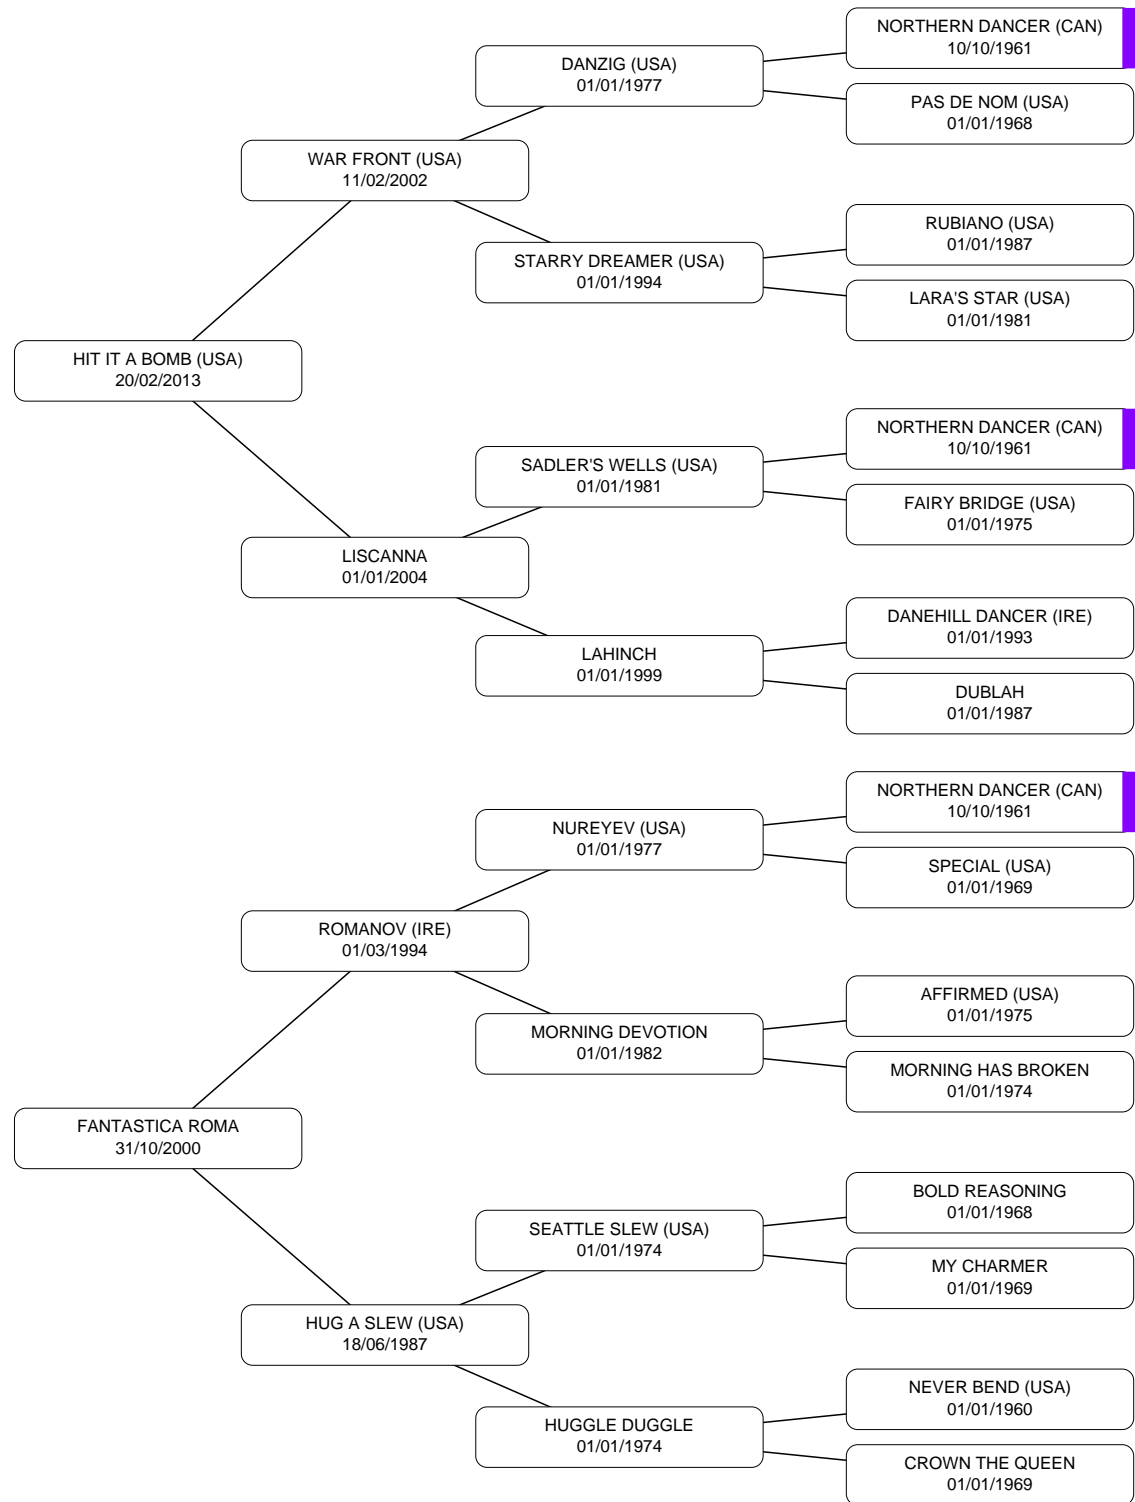 NORTHERN DANCER (CAN)
10/10/1961
DANZIG (USA)
01/01/1977
PAS DE NOM (USA)
01/01/1968
WAR FRONT (USA)
11/02/2002
RUBIANO (USA)
01/01/1987
STARRY DREAMER (USA)
01/01/1994
LARA'S STAR (USA)
01/01/1981
HIT IT A BOMB (USA)
20/02/2013
NORTHERN DANCER (CAN)
10/10/1961
SADLER'S WELLS (USA)
01/01/1981
FAIRY BRIDGE (USA)
01/01/1975
LISCANNA
01/01/2004
DANEHILL DANCER (IRE)
01/01/1993
LAHINCH
01/01/1999
DUBLAH
01/01/1987
NORTHERN DANCER (CAN)
10/10/1961
NUREYEV (USA)
01/01/1977
SPECIAL (USA)
01/01/1969
ROMANOV (IRE)
01/03/1994
AFFIRMED (USA)
01/01/1975
MORNING DEVOTION
01/01/1982
MORNING HAS BROKEN
01/01/1974
FANTASTICA ROMA
31/10/2000
BOLD REASONING
01/01/1968
SEATTLE SLEW (USA)
01/01/1974
MY CHARMER
01/01/1969
HUG A SLEW (USA)
18/06/1987
NEVER BEND (USA)
01/01/1960
HUGGLE DUGGLE
01/01/1974
CROWN THE QUEEN
01/01/1969